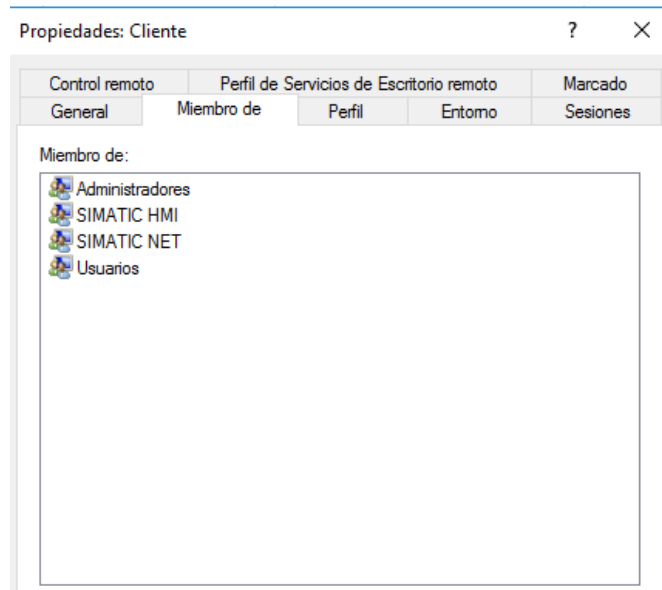 Propiedades: Cliente ? ×
Control remoto Perfil de Servicios de Escritorio remoto Marcado
General Miembro de Perfil Entorno Sesiones
Miembro de:
Administradores
SIMATIC HMI
SIMATIC NET
Usuarios